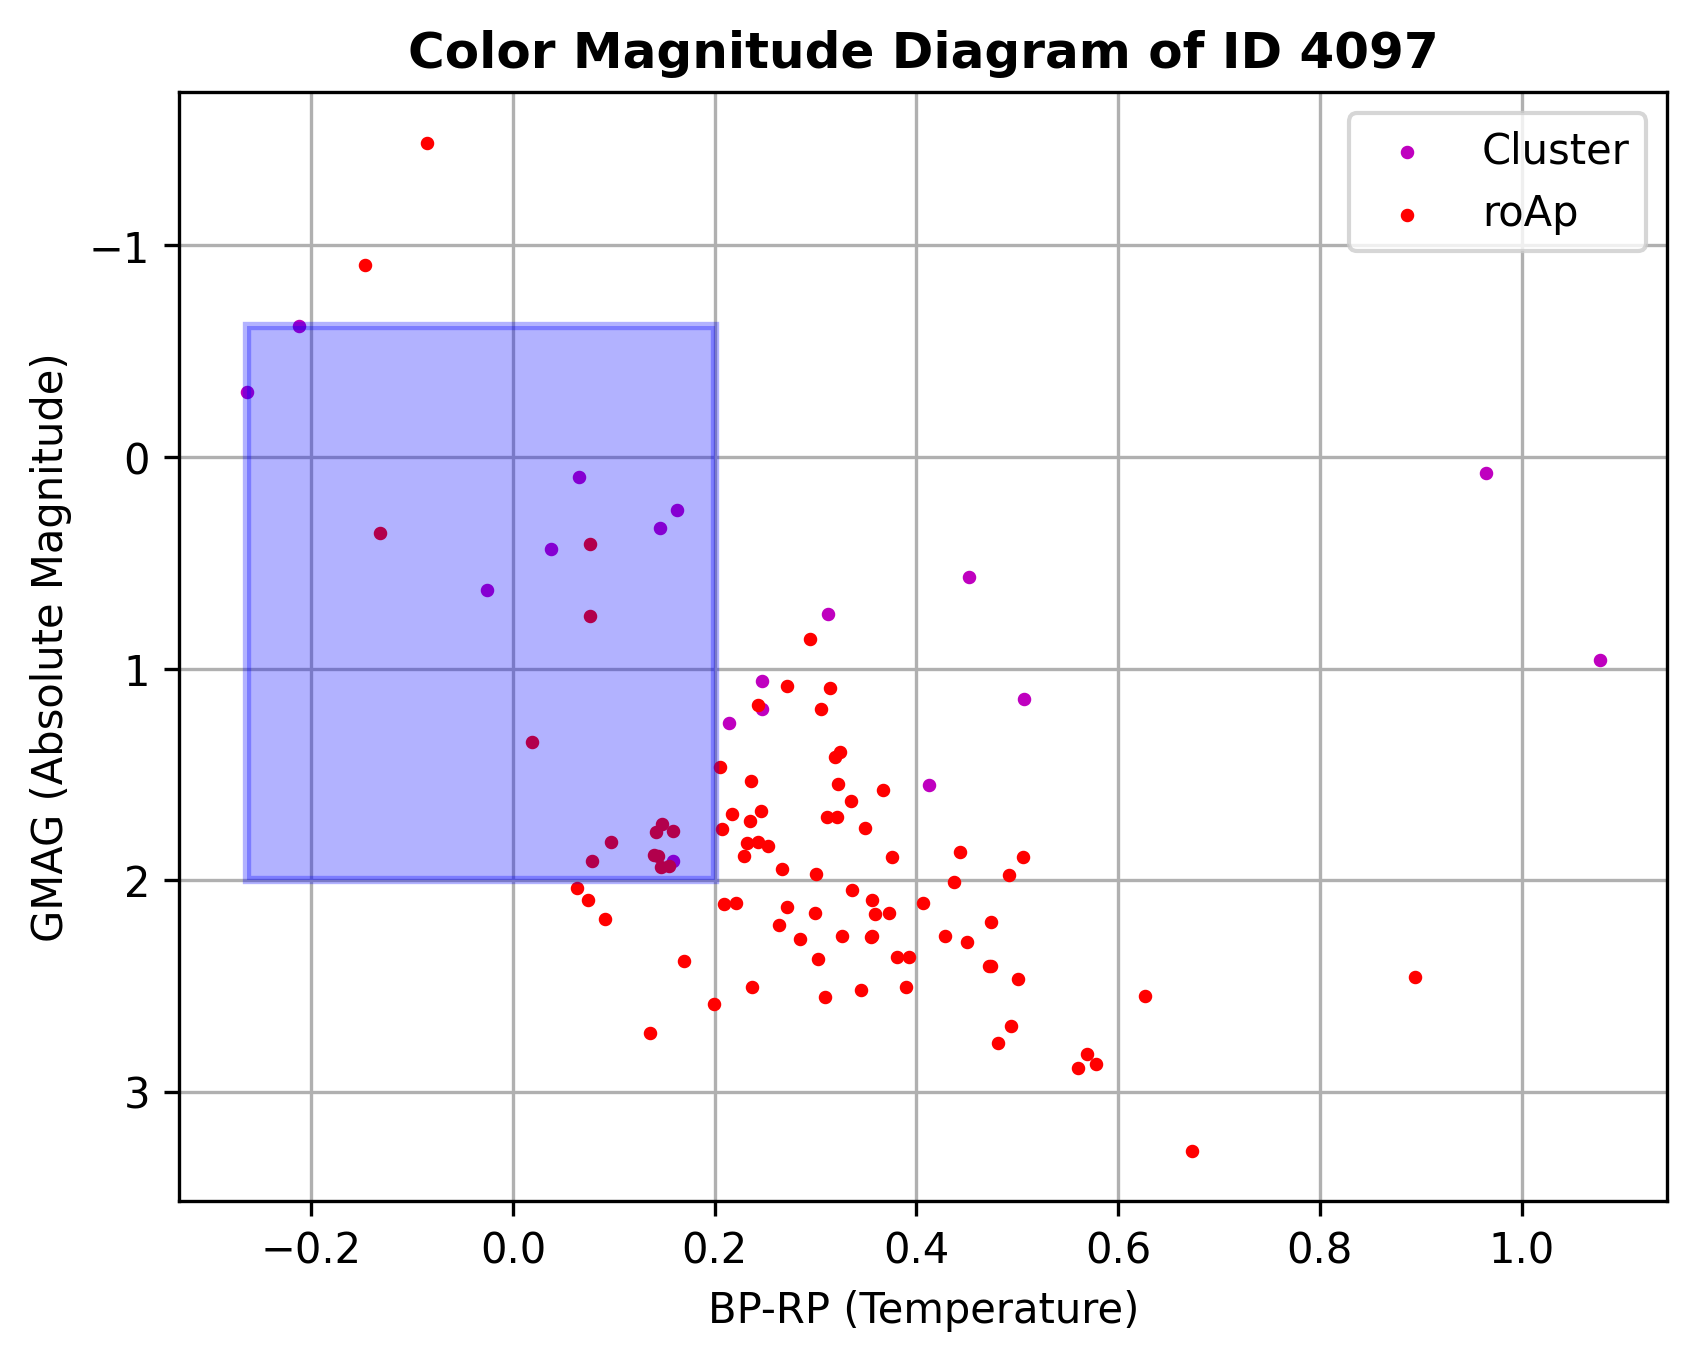 Color Magnitude Diagram of ID 4097
Cluster
roAp
GMAG (Absolute Magnitude)
−1
0
1
2
3
−0.2 0.0 0.2 0.4 0.6 0.8 1.0
BP-RP (Temperature)